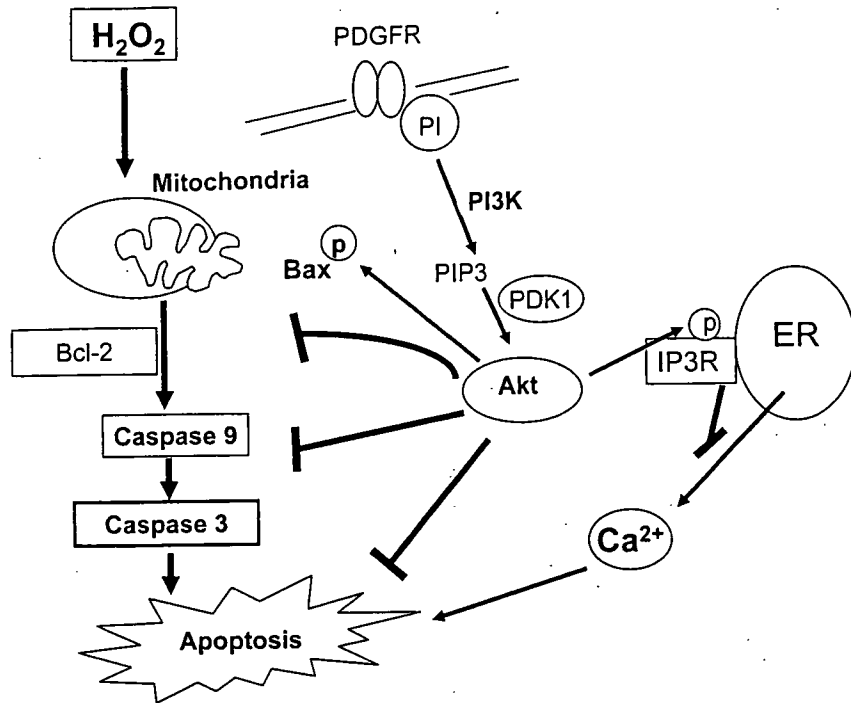 H₂O₂
PDGFR
PI
Mitochondria
PI3K
p
Bax
PIP3
PDK1
p
ER
Bcl-2
IP3R
Akt
Caspase 9
Caspase 3
Ca²⁺
Apoptosis